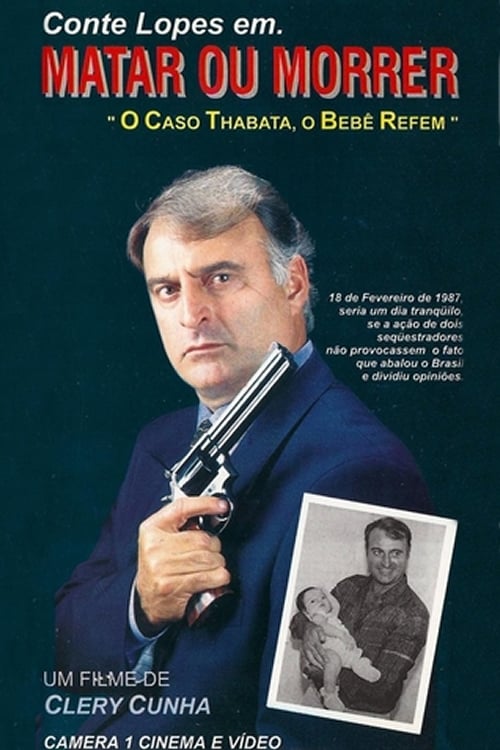 Conte Lopes em.
MATAR OU MORRER
" O CASO THABATA, O BEBÊ REFEM "
18 de Fevereiro de 1987,
seria um dia tranqüilo,
se a ação de dois
seqüestradores
não provocassem o fato
que abalou o Brasil
e dividiu opiniões.
UM FILME DE
CLERY CUNHA
CAMERA 1 CINEMA E VÍDEO